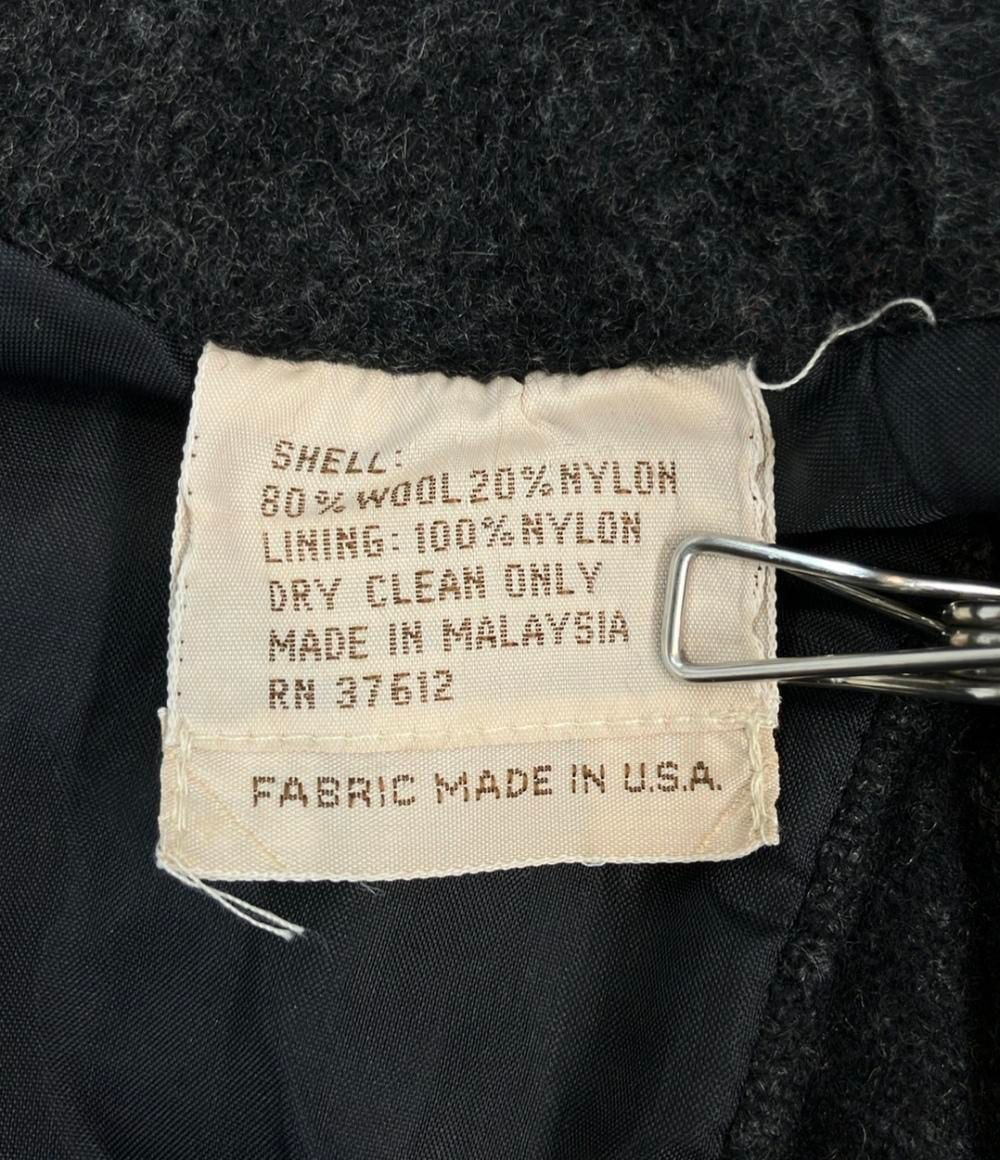 SHELL:
80% WOOL 20% NYLON
LINING: 100% NYLON
DRY CLEAN ONLY
MADE IN MALAYSIA
RN 37612
FABRIC MADE IN U.S.A.